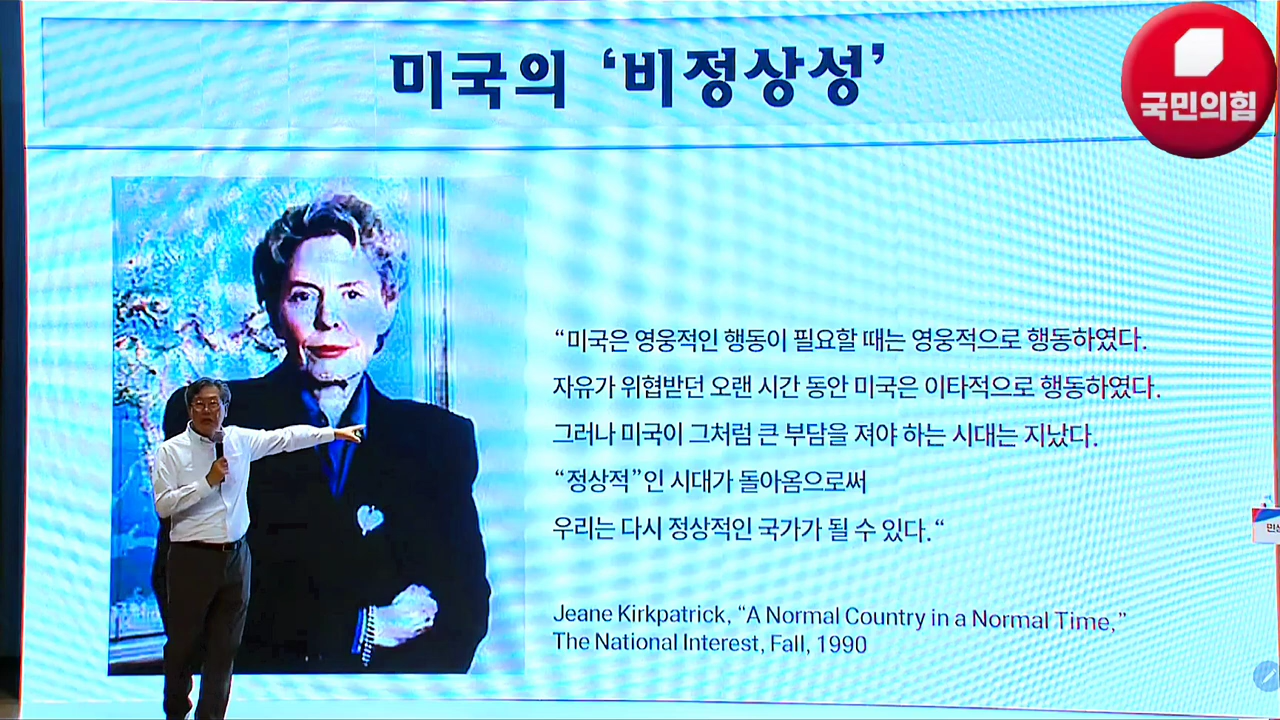 미국의 ‘비정상성’
국민의힘
“미국은 영웅적인 행동이 필요할 때는 영웅적으로 행동하였다.
자유가 위협받던 오랜 시간 동안 미국은 이타적으로 행동하였다.
그러나 미국이 그처럼 큰 부담을 져야 하는 시대는 지났다.
“정상적”인 시대가 돌아옴으로써
우리는 다시 정상적인 국가가 될 수 있다.“
Jeane Kirkpatrick, “A Normal Country in a Normal Time,”
The National Interest, Fall, 1990